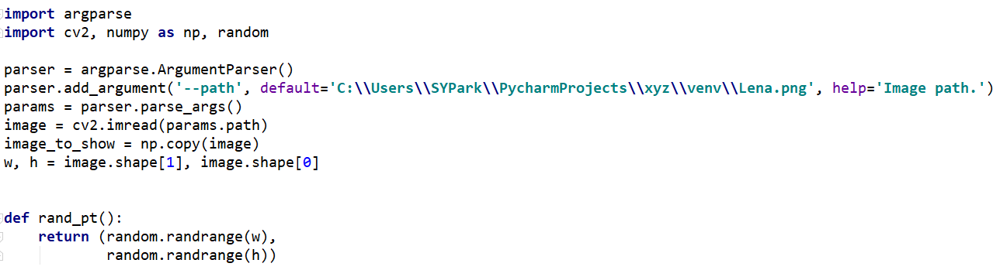 import argparse
import cv2, numpy as np, random
parser = argparse.ArgumentParser()
parser.add_argument('--path', default='C:\\Users\\SYPark\\PycharmProjects\\xyz\\venv\\Lena.png', help='Image path.')
params = parser.parse_args()
image = cv2.imread(params.path)
image_to_show = np.copy(image)
w, h = image.shape[1], image.shape[0]
def rand_pt():
    return (random.randrange(w),
            random.randrange(h))